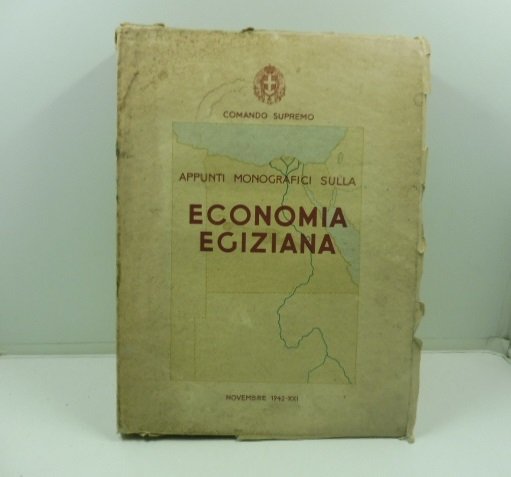 COMANDO SUPREMO
APPUNTI MONOGRAFICI SULLA
ECONOMIA
EGIZIANA
NOVEMBRE 1942-XXI